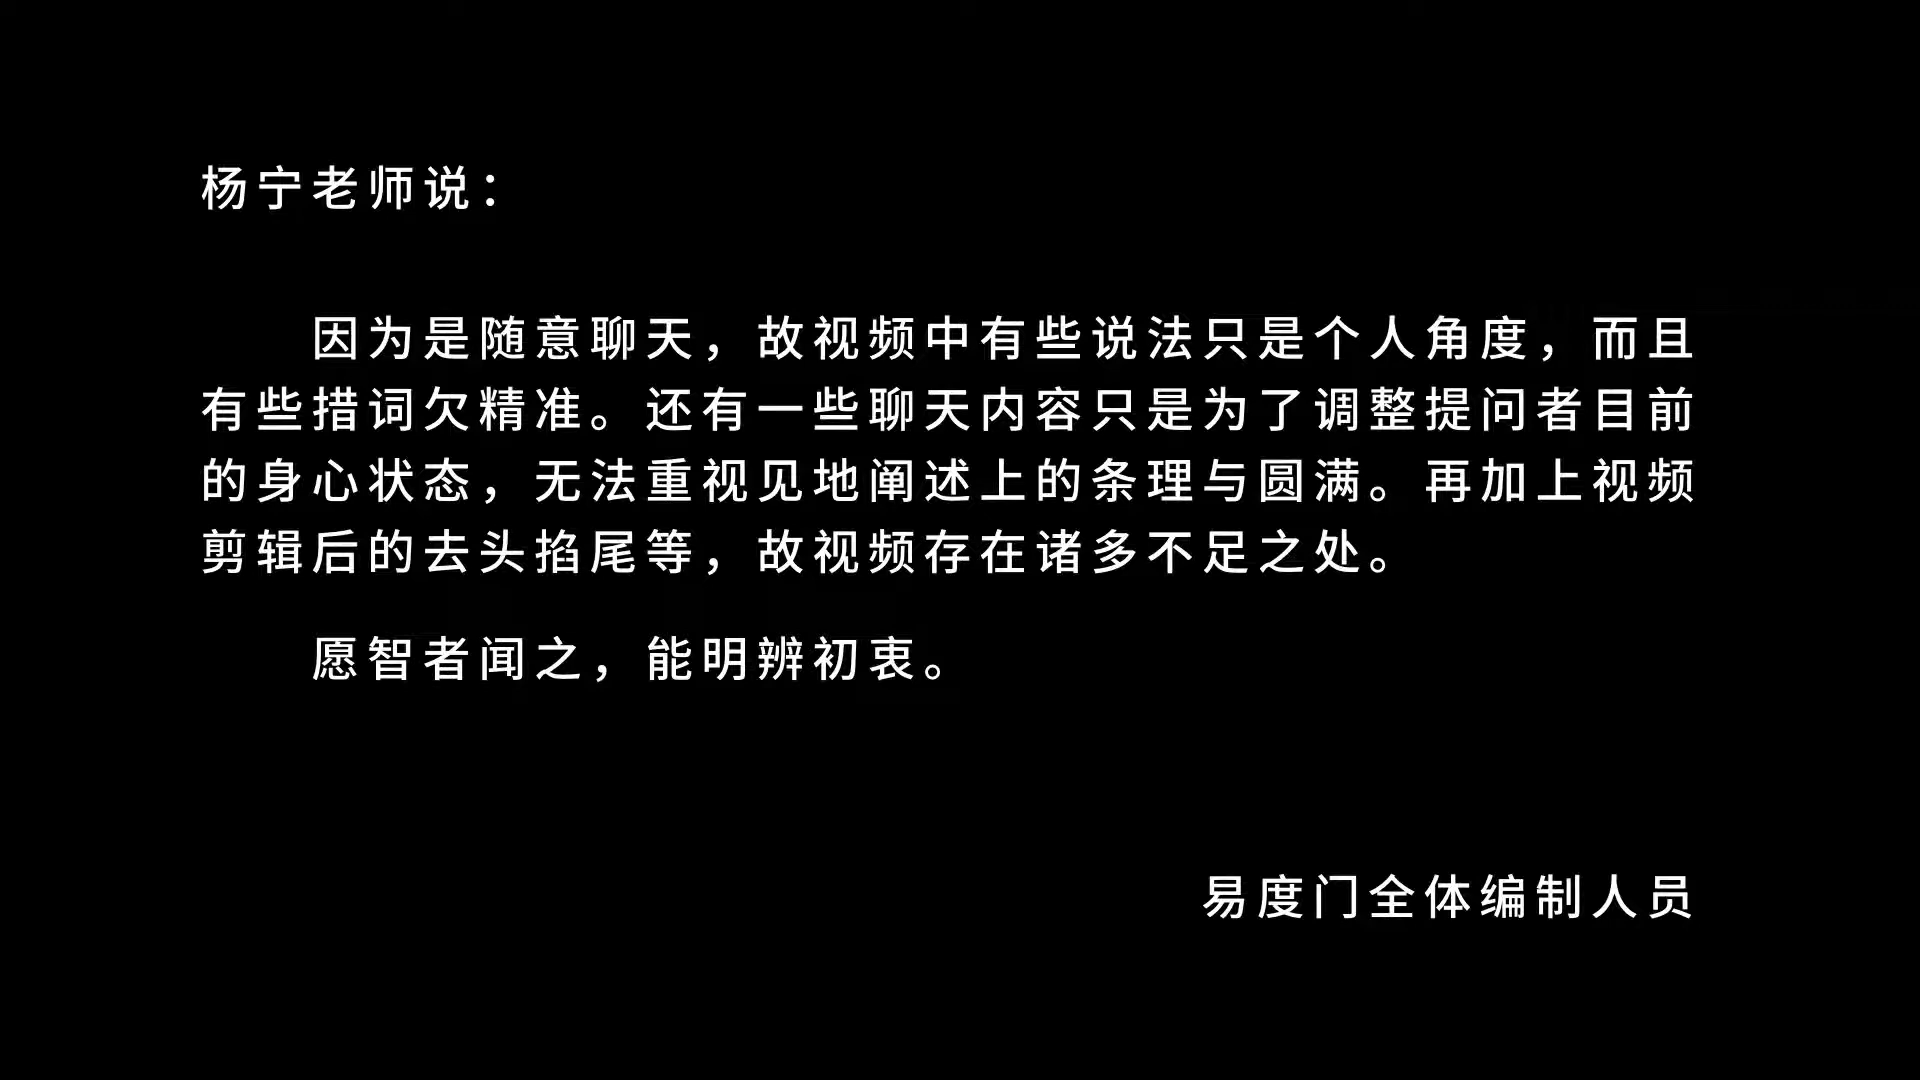 杨宁老师说：
因为是随意聊天，故视频中有些说法只是个人角度，而且
有些措词欠精准。还有一些聊天内容只是为了调整提问者目前
的身心状态，无法重视见地阐述上的条理与圆满。再加上视频
剪辑后的去头掐尾等，故视频存在诸多不足之处。
愿智者闻之，能明辨初衷。
易度门全体编制人员